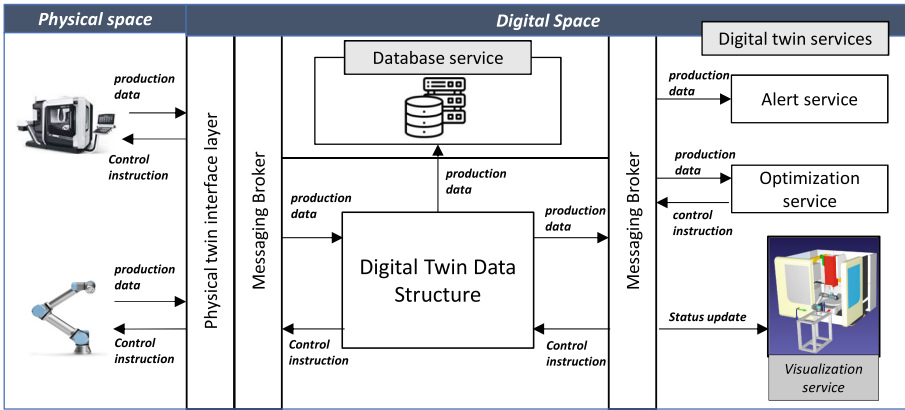 Physical space
Digital Space
production
data
Control
instruction
production
data
Control
instruction
Physical twin interface layer
Messaging Broker
Database service
production
data
production
data
Digital Twin Data
Structure
production
data
Control
instruction
Control
instruction
Messaging Broker
Digital twin services
production
data
Alert service
production
data
Optimization
service
control
instruction
Status update
Visualization
service